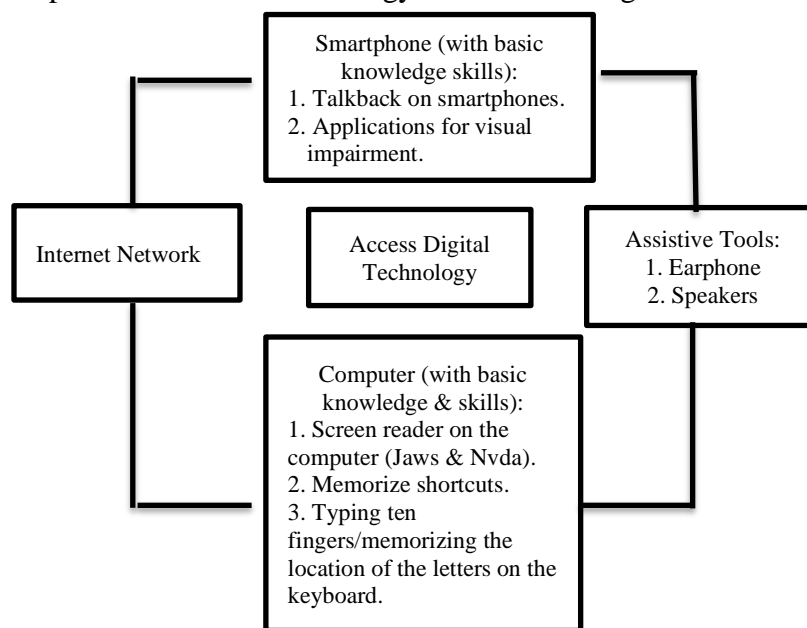 Smartphone (with basic
knowledge skills):
1. Talkback on smartphones.
2. Applications for visual
impairment.
Internet Network
Access Digital
Technology
Assistive Tools:
1. Earphone
2. Speakers
Computer (with basic
knowledge & skills):
1. Screen reader on the
computer (Jaws & Nvda).
2. Memorize shortcuts.
3. Typing ten
fingers/memorizing the
location of the letters on the
keyboard.